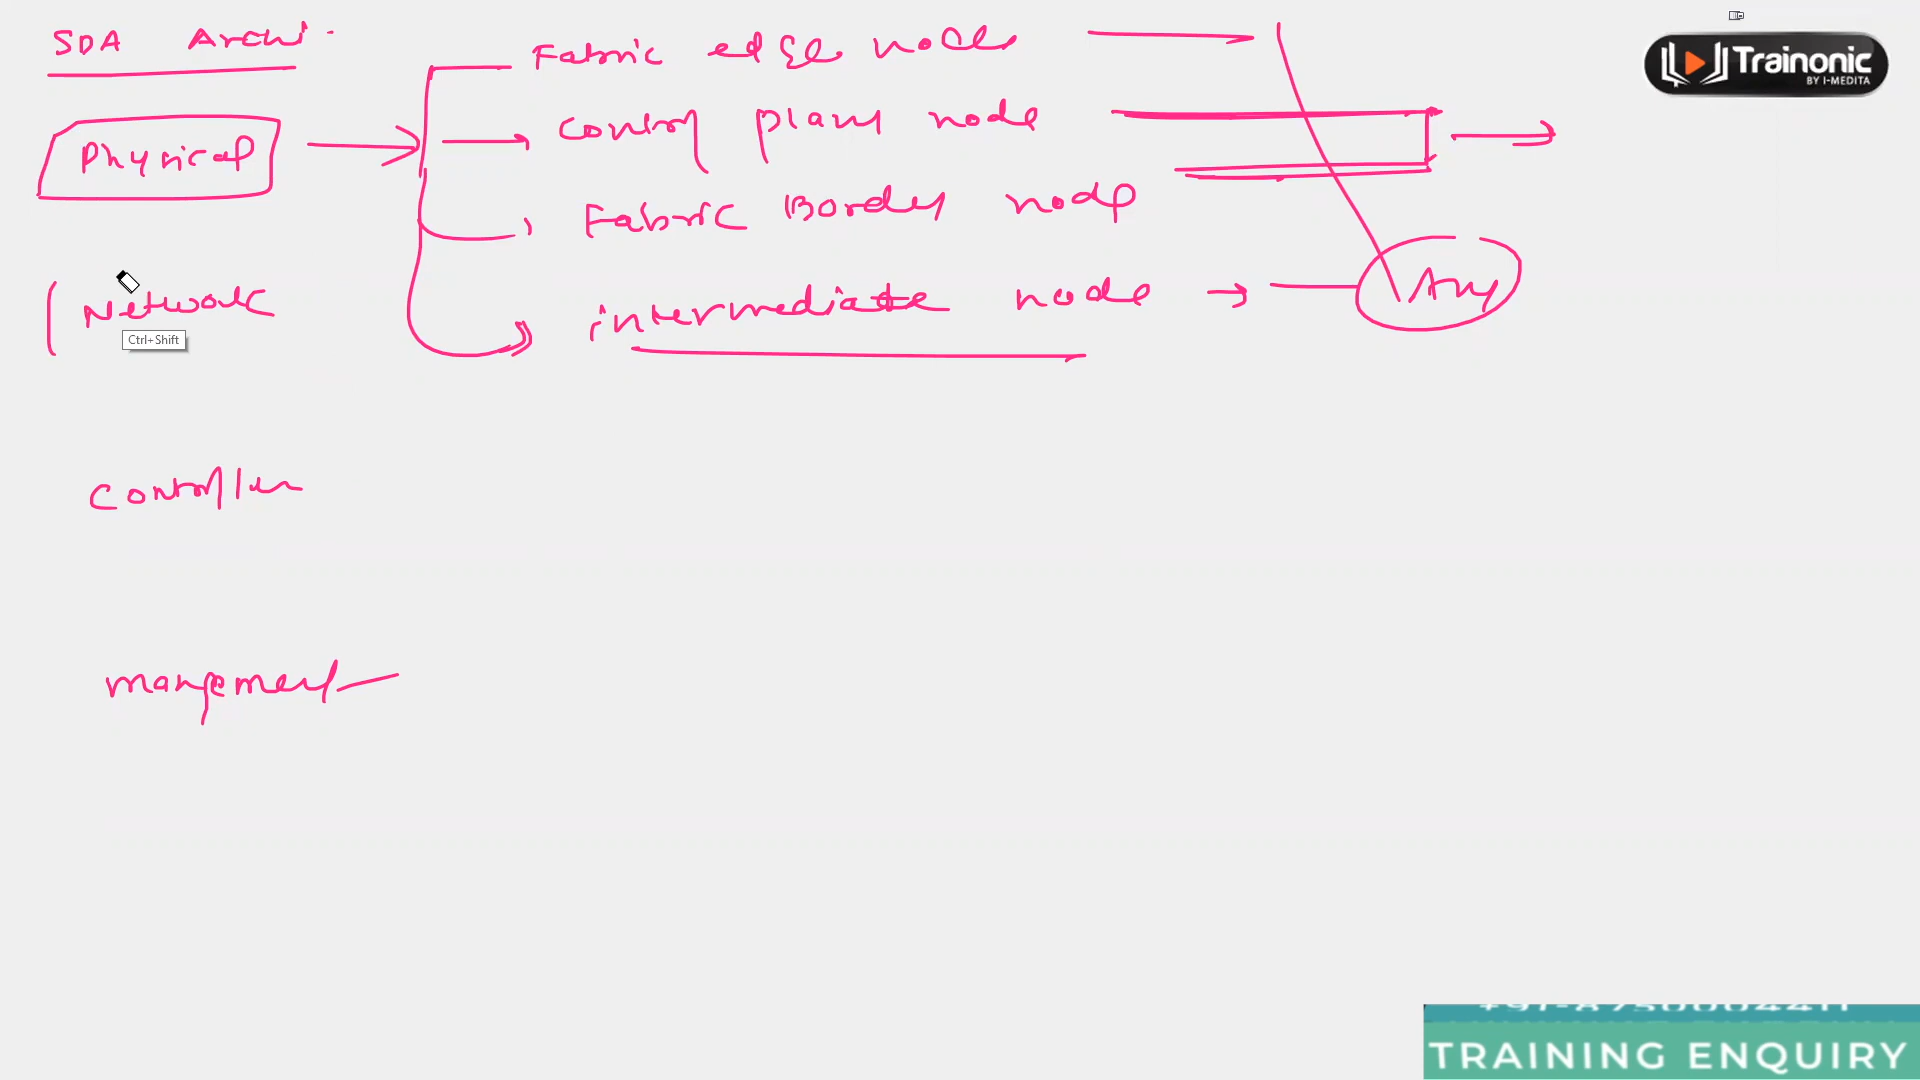 SDA Archi.
Fabric edge node
Trainonic
BY I-MEDITA
Physical
Control plane node
Fabric Border node
Network
intermediate node
Any
Ctrl+Shift
Controller
management
TRAINING ENQUIRY